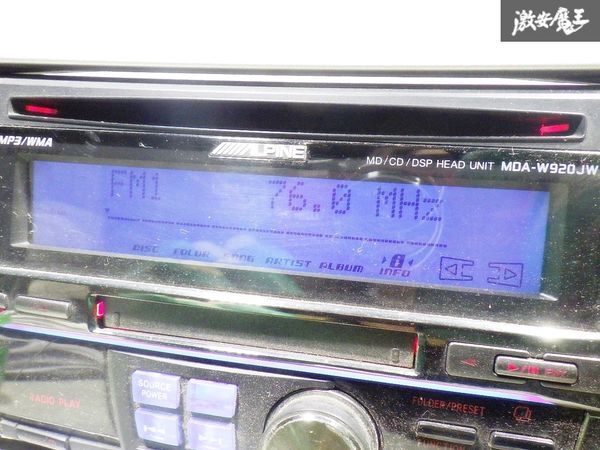 激安魔王
MP3/WMA
ALPINE
MD/CD/DSP HEAD UNIT MDA-W920JW
FM1 76.0 MHz
DISC FOLDR SONG ARTIST ALBUM INFO
SOURCE
POWER
RADIO PLAY
FOLDER/PRESET
FUNCTION